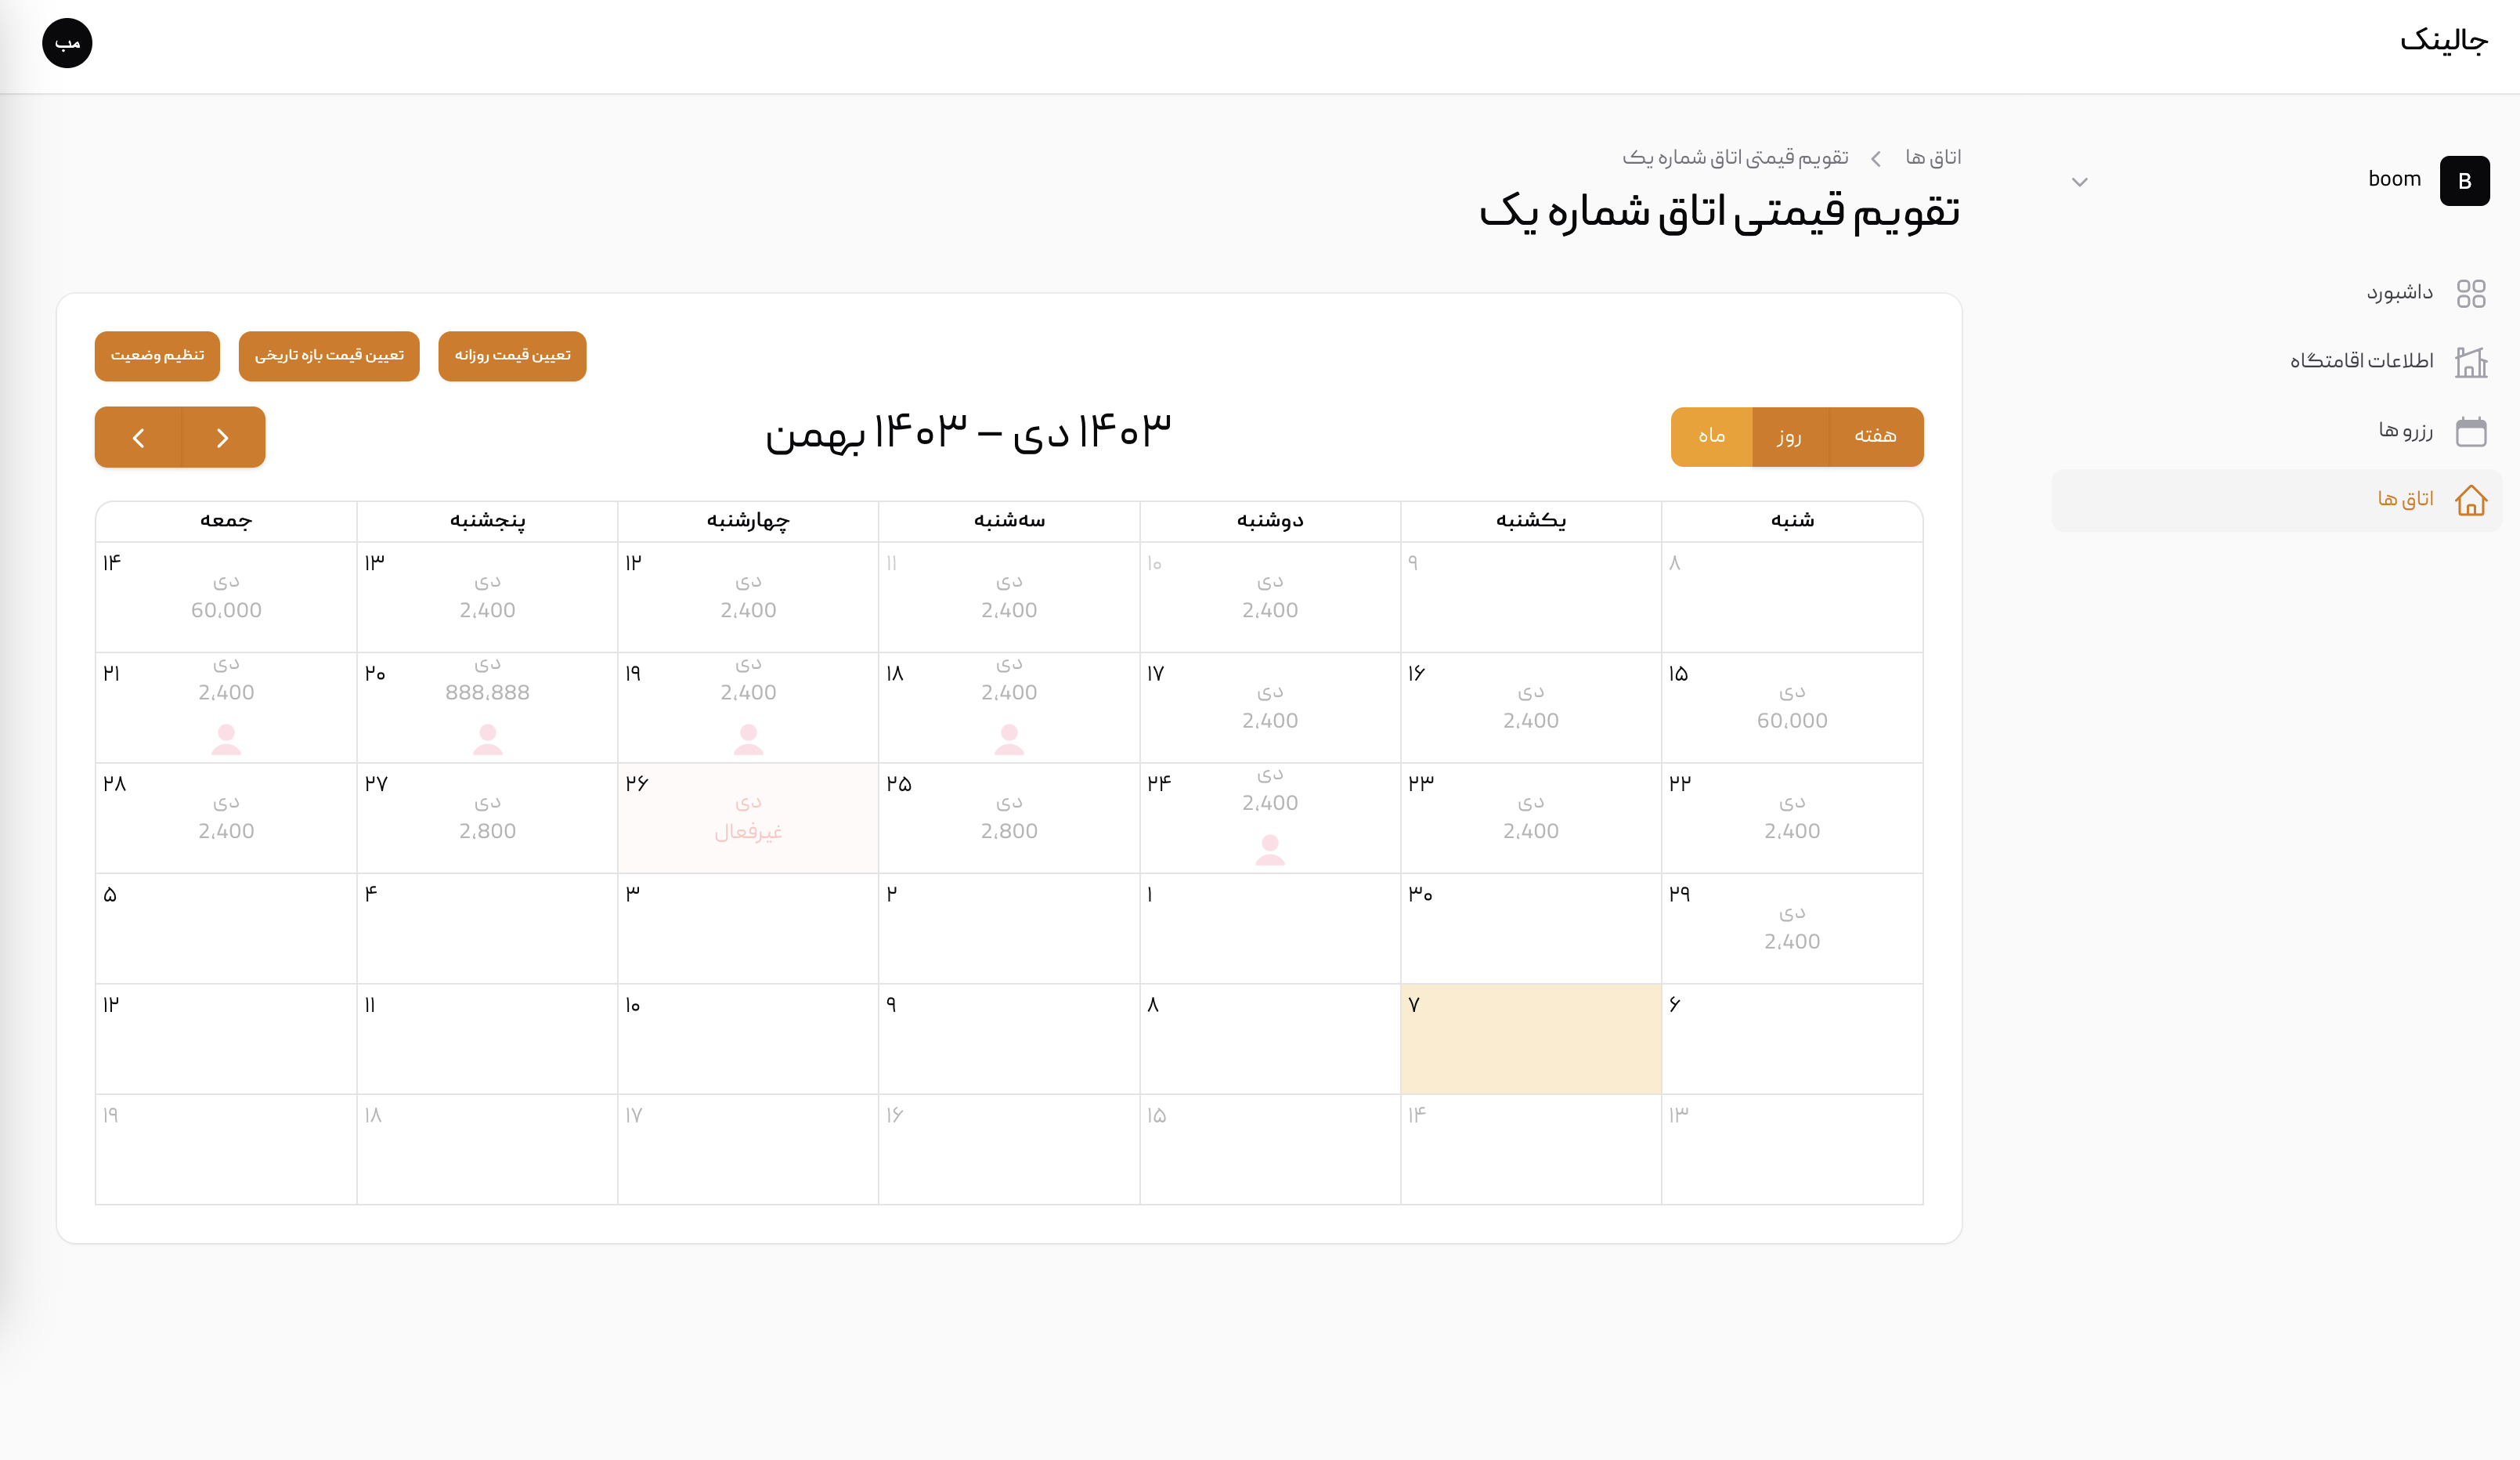 جالینک
مب
boom
B
داشبورد
اطلاعات اقامتگاه
رزرو ها
اتاق ها
اتاق ها
تقویم قیمتی اتاق شماره یک
تقویم قیمتی اتاق شماره یک
تعیین قیمت روزانه
تعیین قیمت بازه تاریخی
تنظیم وضعیت
هفته
روز
ماه
۱۴۰۳ دی – ۱۴۰۳ بهمن
شنبه
یکشنبه
دوشنبه
سه‌شنبه
چهارشنبه
پنجشنبه
جمعه
۸
۹
۱۰
دی
2،400
۱۱
دی
2،400
۱۲
دی
2،400
۱۳
دی
2،400
۱۴
دی
60،000
۱۵
دی
60،000
۱۶
دی
2،400
۱۷
دی
2،400
۱۸
دی
2،400
۱۹
دی
2،400
۲۰
دی
888،888
۲۱
دی
2،400
۲۲
دی
2،400
۲۳
دی
2،400
۲۴
دی
2،400
۲۵
دی
2،800
۲۶
دی
غیرفعال
۲۷
دی
2،800
۲۸
دی
2،400
۲۹
دی
2،400
۳۰
۱
۲
۳
۴
۵
۶
۷
۸
۹
۱۰
۱۱
۱۲
۱۳
۱۴
۱۵
۱۶
۱۷
۱۸
۱۹